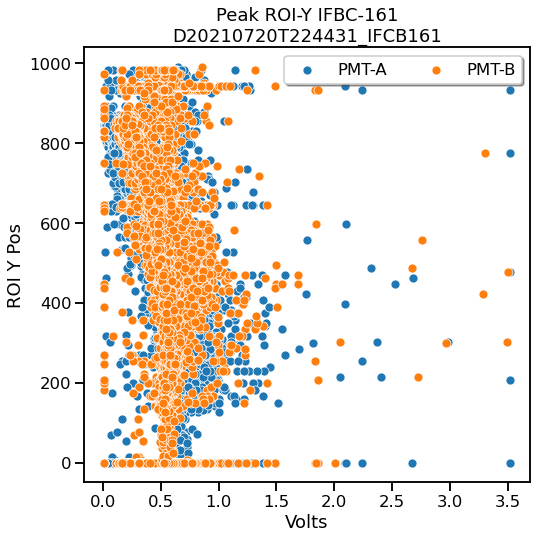 Peak ROI-Y IFBC-161
D20210720T224431_IFCB161
PMT-A PMT-B
1000
800
600
400
200
0
ROI Y Pos
0.0 0.5 1.0 1.5 2.0 2.5 3.0 3.5
Volts